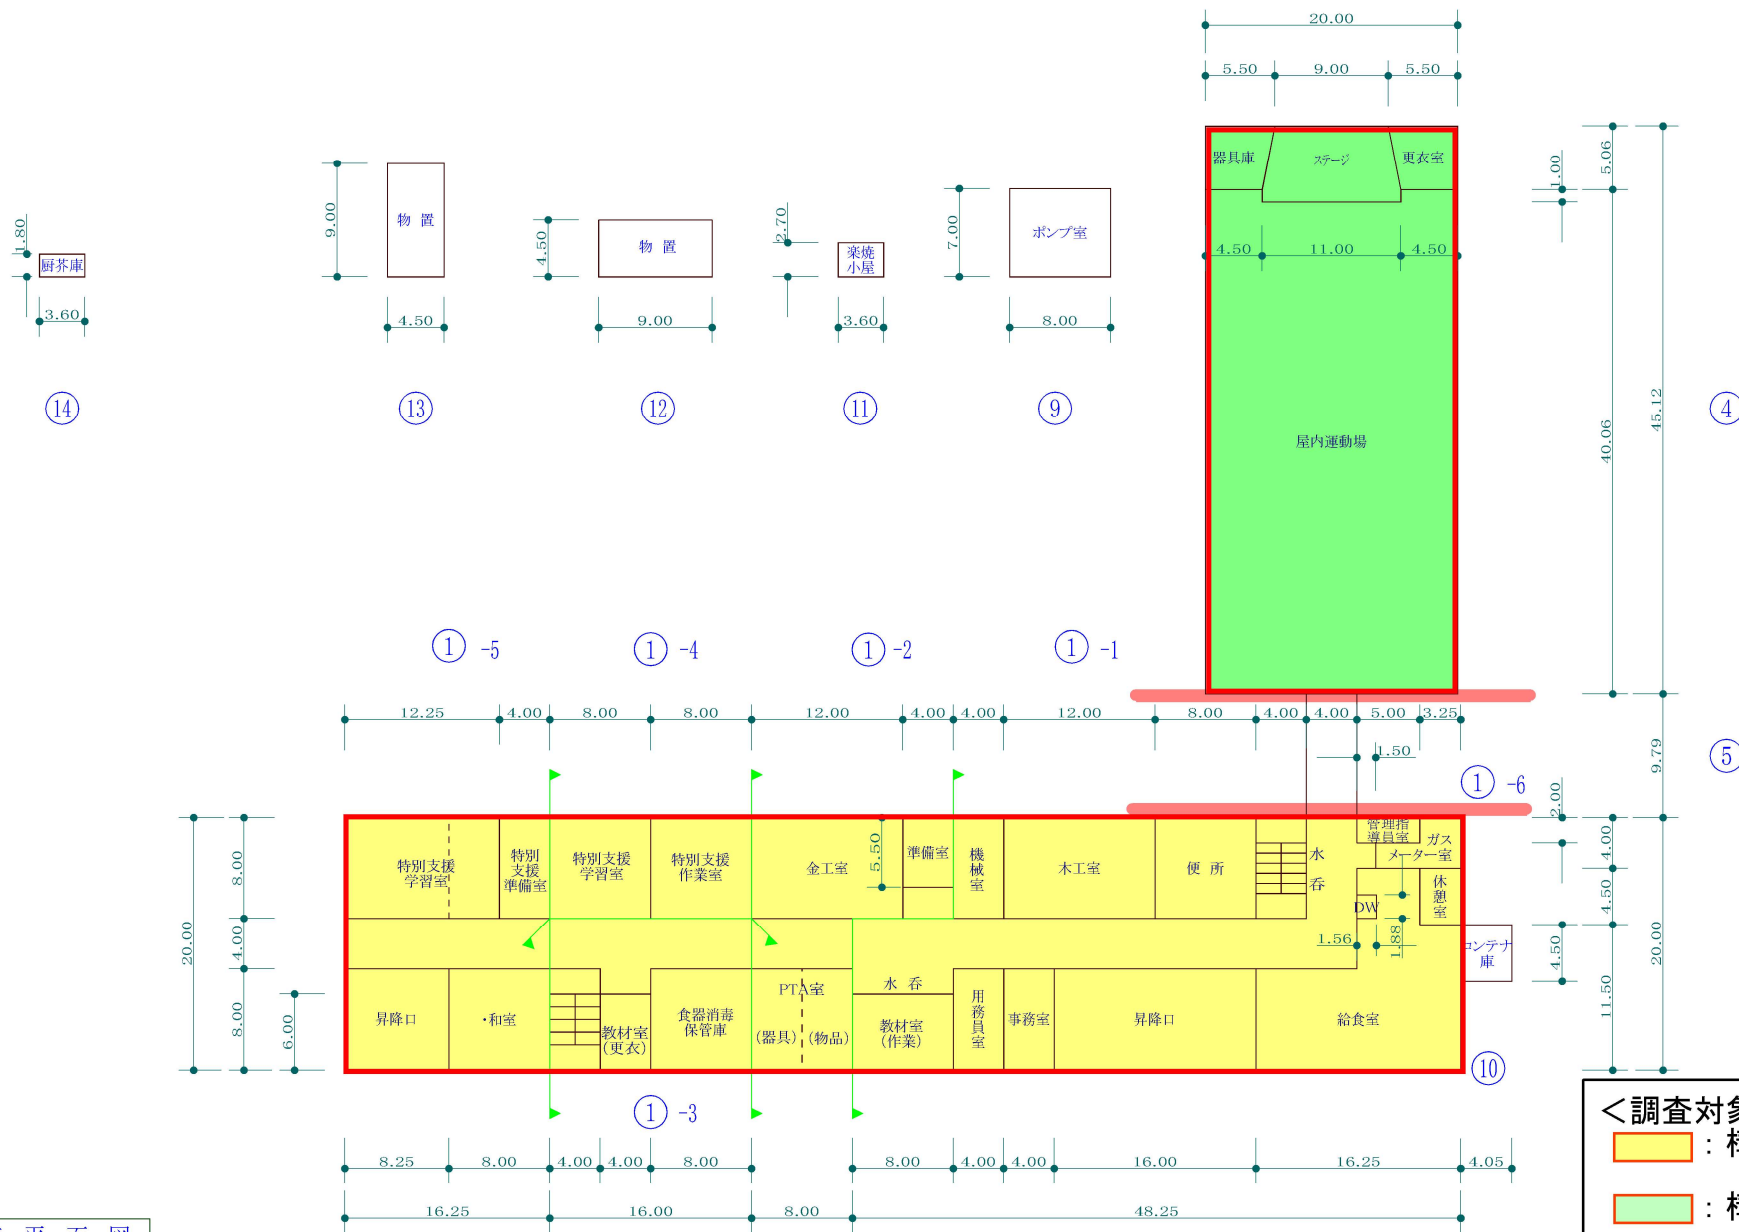 20.00
5.50 9.00 5.50
器具庫 ステージ 更衣室
4.50 11.00 4.50
屋内運動場
1.00
5.06
40.06
45.12
9.79
④
⑤
1.80
厨芥庫
3.60
⑭
9.00
物 置
4.50
⑬
4.50
物 置
9.00
⑫
2.70
楽焼
小屋
3.60
⑪
7.00
ポンプ室
8.00
⑨
① -5
① -4
① -2
① -1
12.25 4.00 8.00 8.00 12.00 4.00 4.00 12.00 8.00 4.00 4.00 5.00 3.25
1.50
① -6
2.00
20.00
8.00
4.00
8.00
6.00
特別支援
学習室
特別
支援
準備室
特別支援
学習室
特別支援
作業室
金工室
5.50
準備室
機
械
室
木工室
便 所
水
呑
管理指
導員室
ガス
メーター室
休
憩
室
DW
1.56
1.88
コンテナ
庫
4.50
4.00
4.50
11.50
20.00
昇降口
・和室
教材室
(更衣)
食器消毒
保管庫
PTA室
(器具) (物品)
水 呑
教材室
(作業)
用
務
員
室
事務室
昇降口
給食室
⑩
① -3
8.25 8.00 4.00 4.00 8.00 8.00 4.00 4.00 16.00 16.25 4.05
16.25 16.00 8.00 48.25
平 面 図
＜調査対象
：棟
：棟